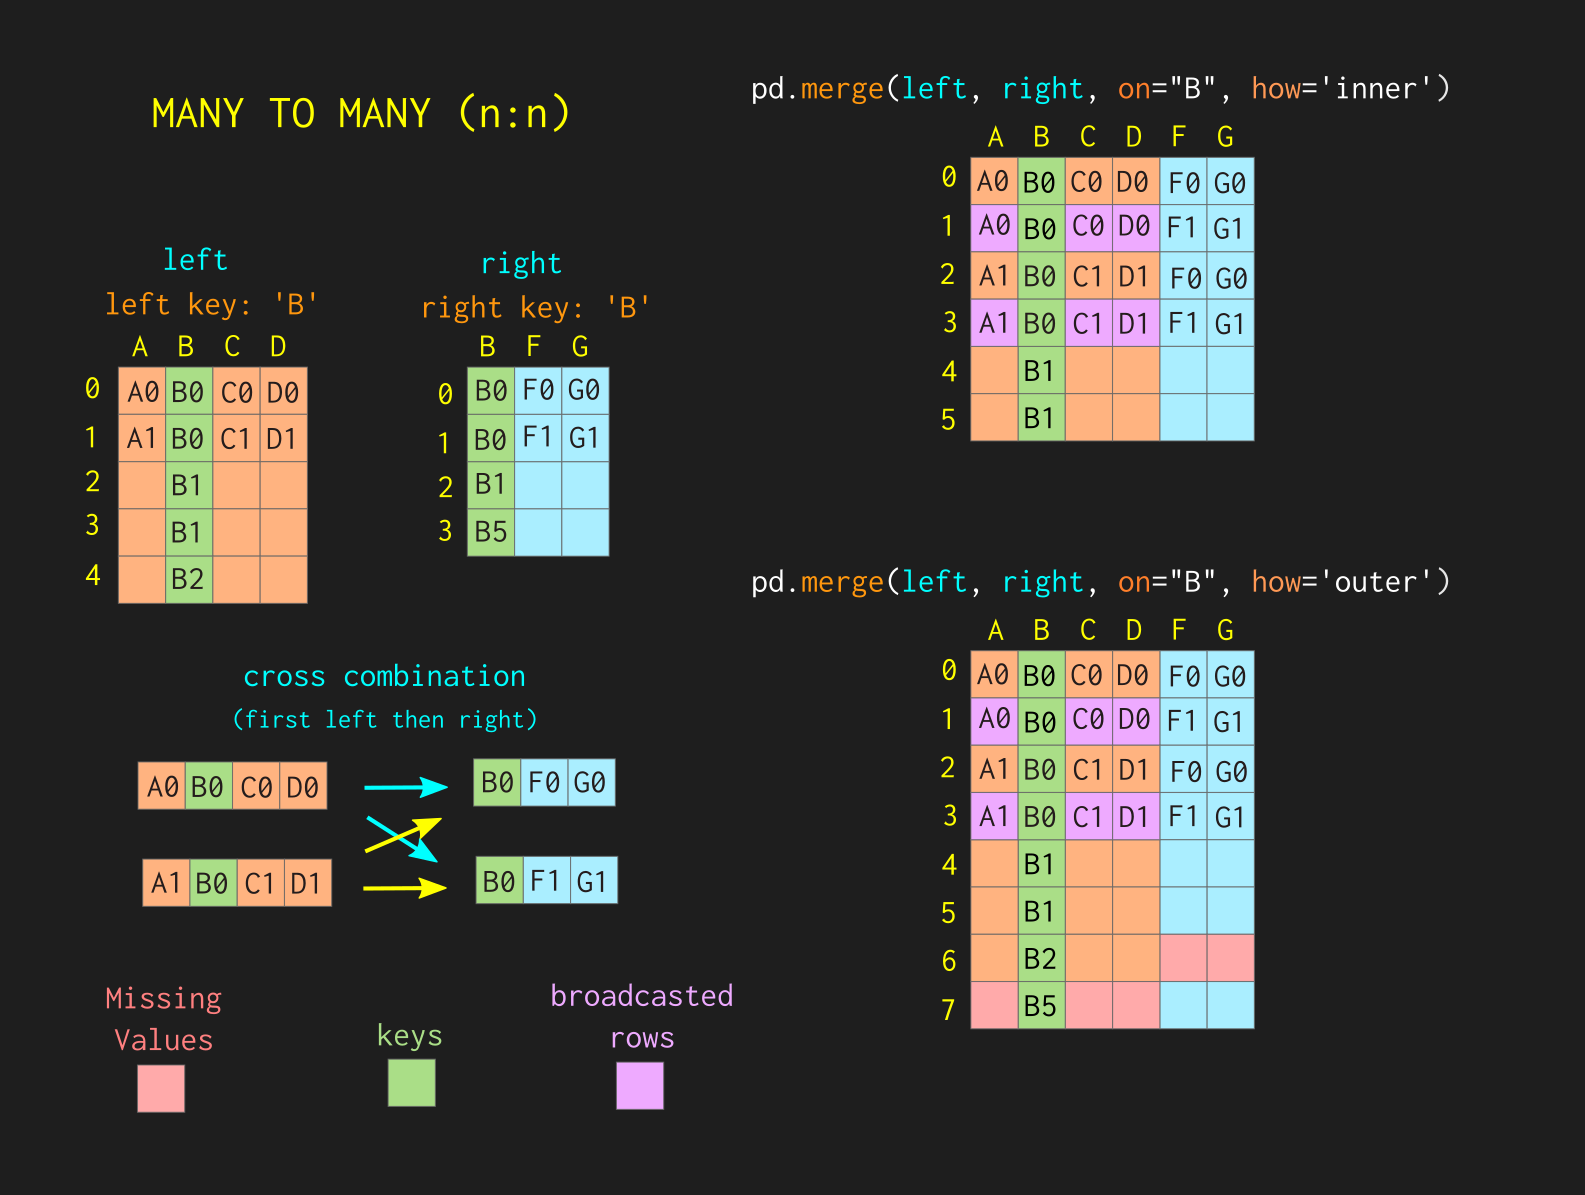 MANY TO MANY (n:n)
left
left key: 'B'
A B C D
0 A0 B0 C0 D0
1 A1 B0 C1 D1
2 B1
3 B1
4 B2
right
right key: 'B'
B F G
0 B0 F0 G0
1 B0 F1 G1
2 B1
3 B5
cross combination
(first left then right)
A0 B0 C0 D0 B0 F0 G0
A1 B0 C1 D1 B0 F1 G1
Missing
Values
keys
broadcasted
rows
pd.merge(left, right, on="B", how='inner')
A B C D F G
0 A0 B0 C0 D0 F0 G0
1 A0 B0 C0 D0 F1 G1
2 A1 B0 C1 D1 F0 G0
3 A1 B0 C1 D1 F1 G1
4 B1
5 B1
pd.merge(left, right, on="B", how='outer')
A B C D F G
0 A0 B0 C0 D0 F0 G0
1 A0 B0 C0 D0 F1 G1
2 A1 B0 C1 D1 F0 G0
3 A1 B0 C1 D1 F1 G1
4 B1
5 B1
6 B2
7 B5